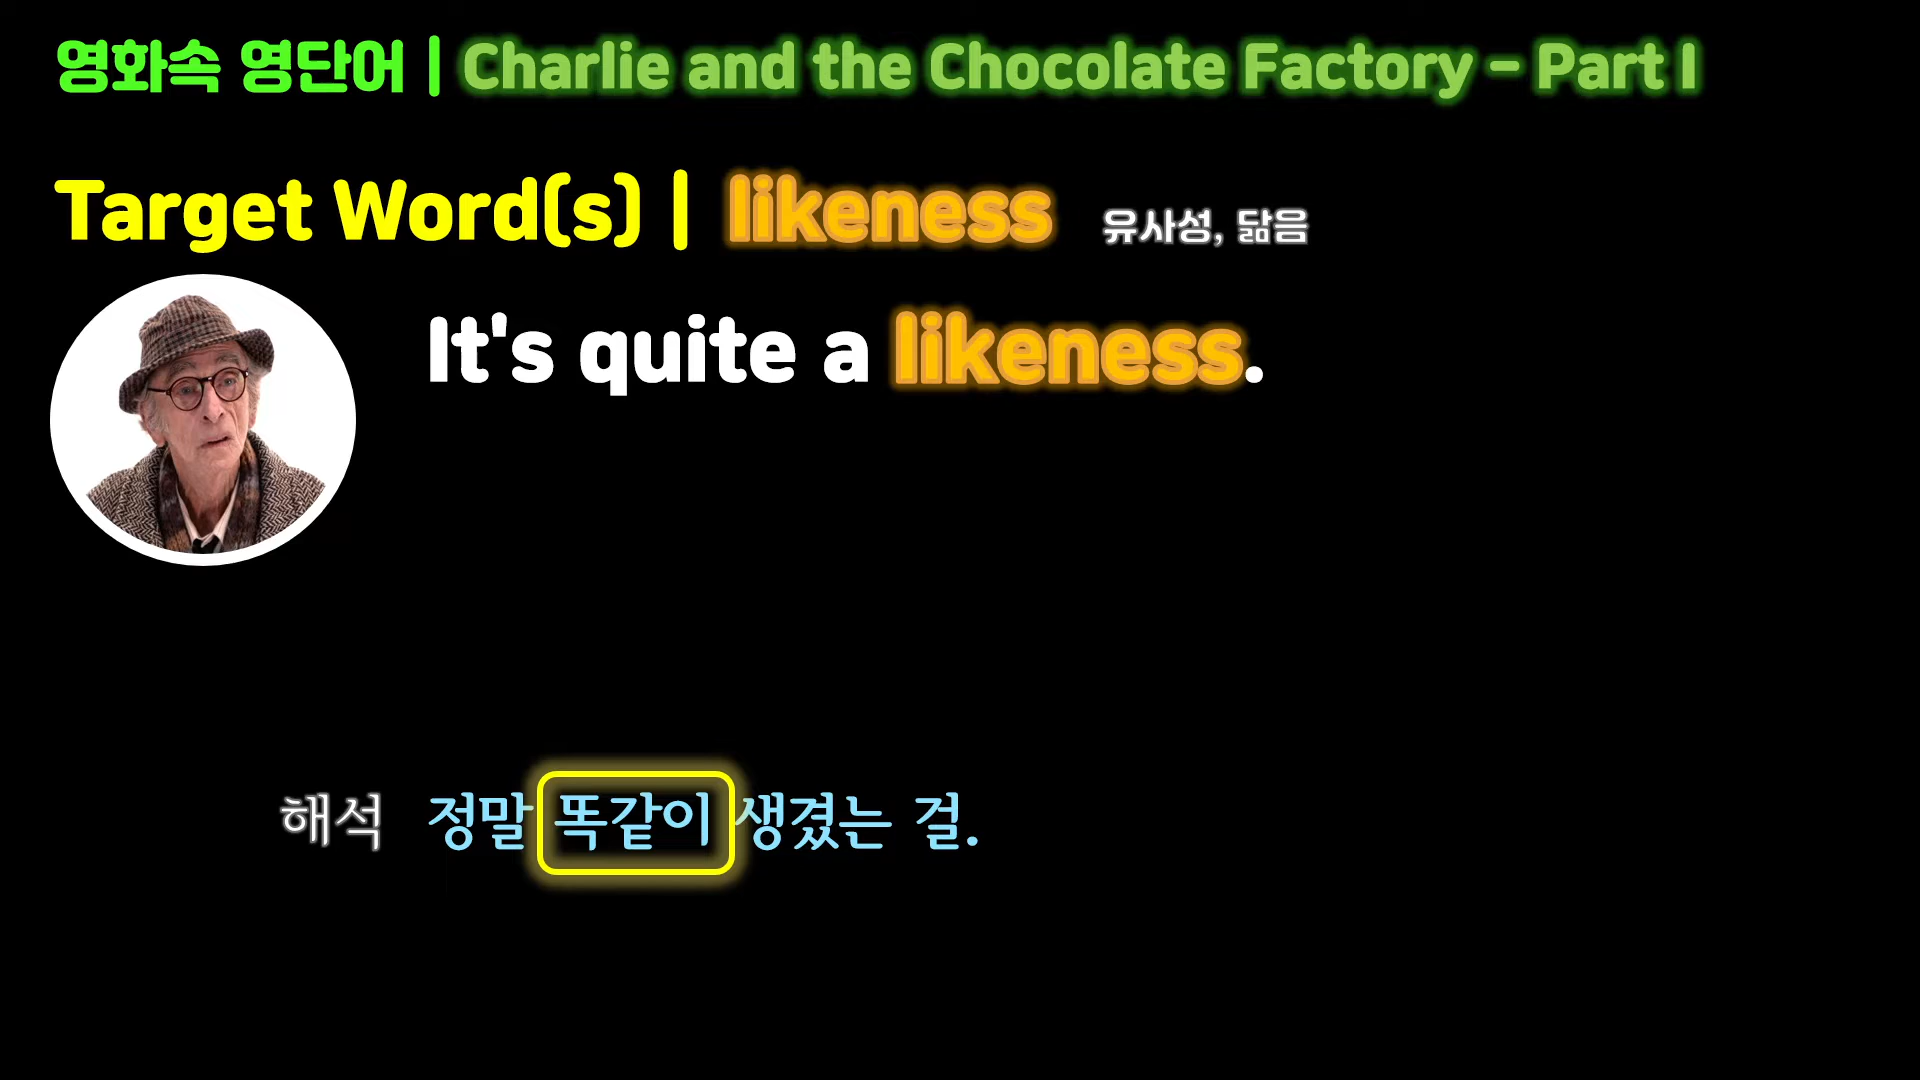 영화속 영단어 | Charlie and the Chocolate Factory - Part I
Target Word(s) | likeness 유사성, 닮음
It's quite a likeness.
해석 정말 똑같이 생겼는 걸.